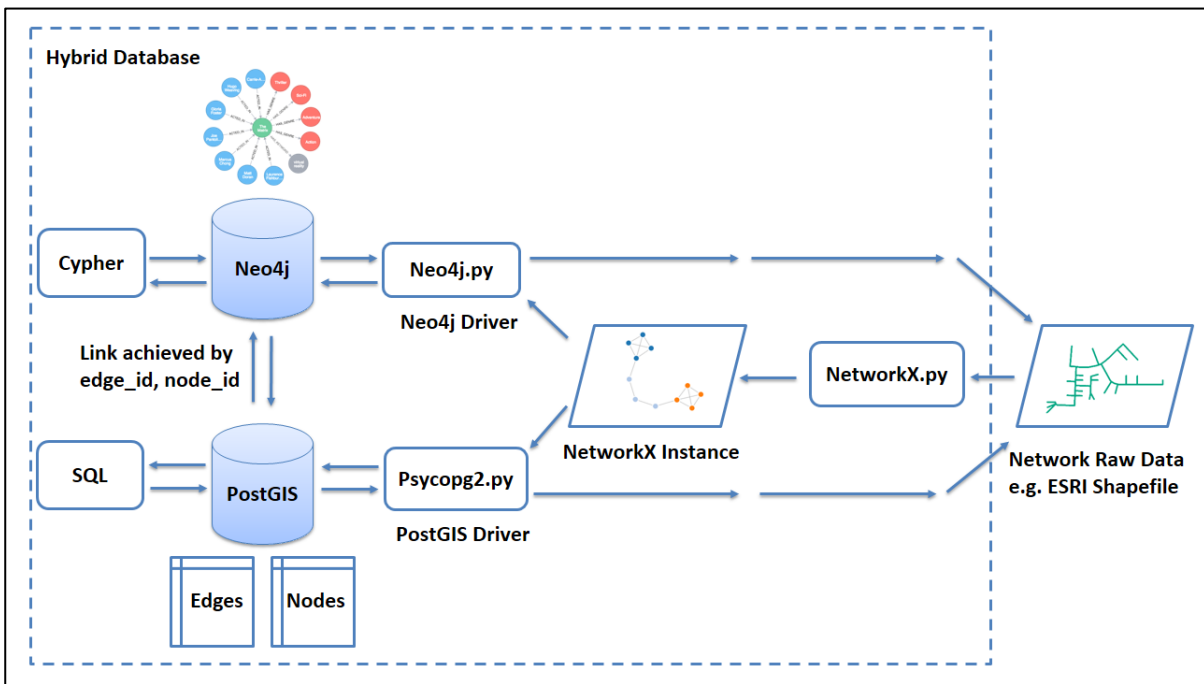 Hybrid Database
Cypher
Neo4j
Neo4j.py
Neo4j Driver
Link achieved by
edge_id, node_id
NetworkX.py
NetworkX Instance
Network Raw Data
e.g. ESRI Shapefile
SQL
PostGIS
Psycopg2.py
PostGIS Driver
Edges
Nodes